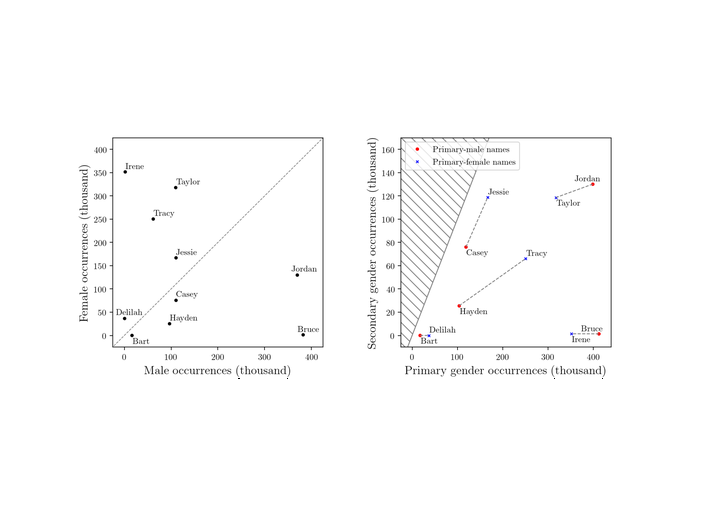 Female occurrences (thousand)
400
350
300
250
200
150
100
50
0
Irene
Taylor
Tracy
Jessie
Jordan
Casey
Delilah
Hayden
Bart
Bruce
0
100
200
300
400
Male occurrences (thousand)
Secondary gender occurrences (thousand)
160
140
120
100
80
60
40
20
0
Primary-male names
Primary-female names
Jordan
Jessie
Taylor
Tracy
Casey
Hayden
Delilah
Bruce
Bart
Irene
0
100
200
300
400
Primary gender occurrences (thousand)